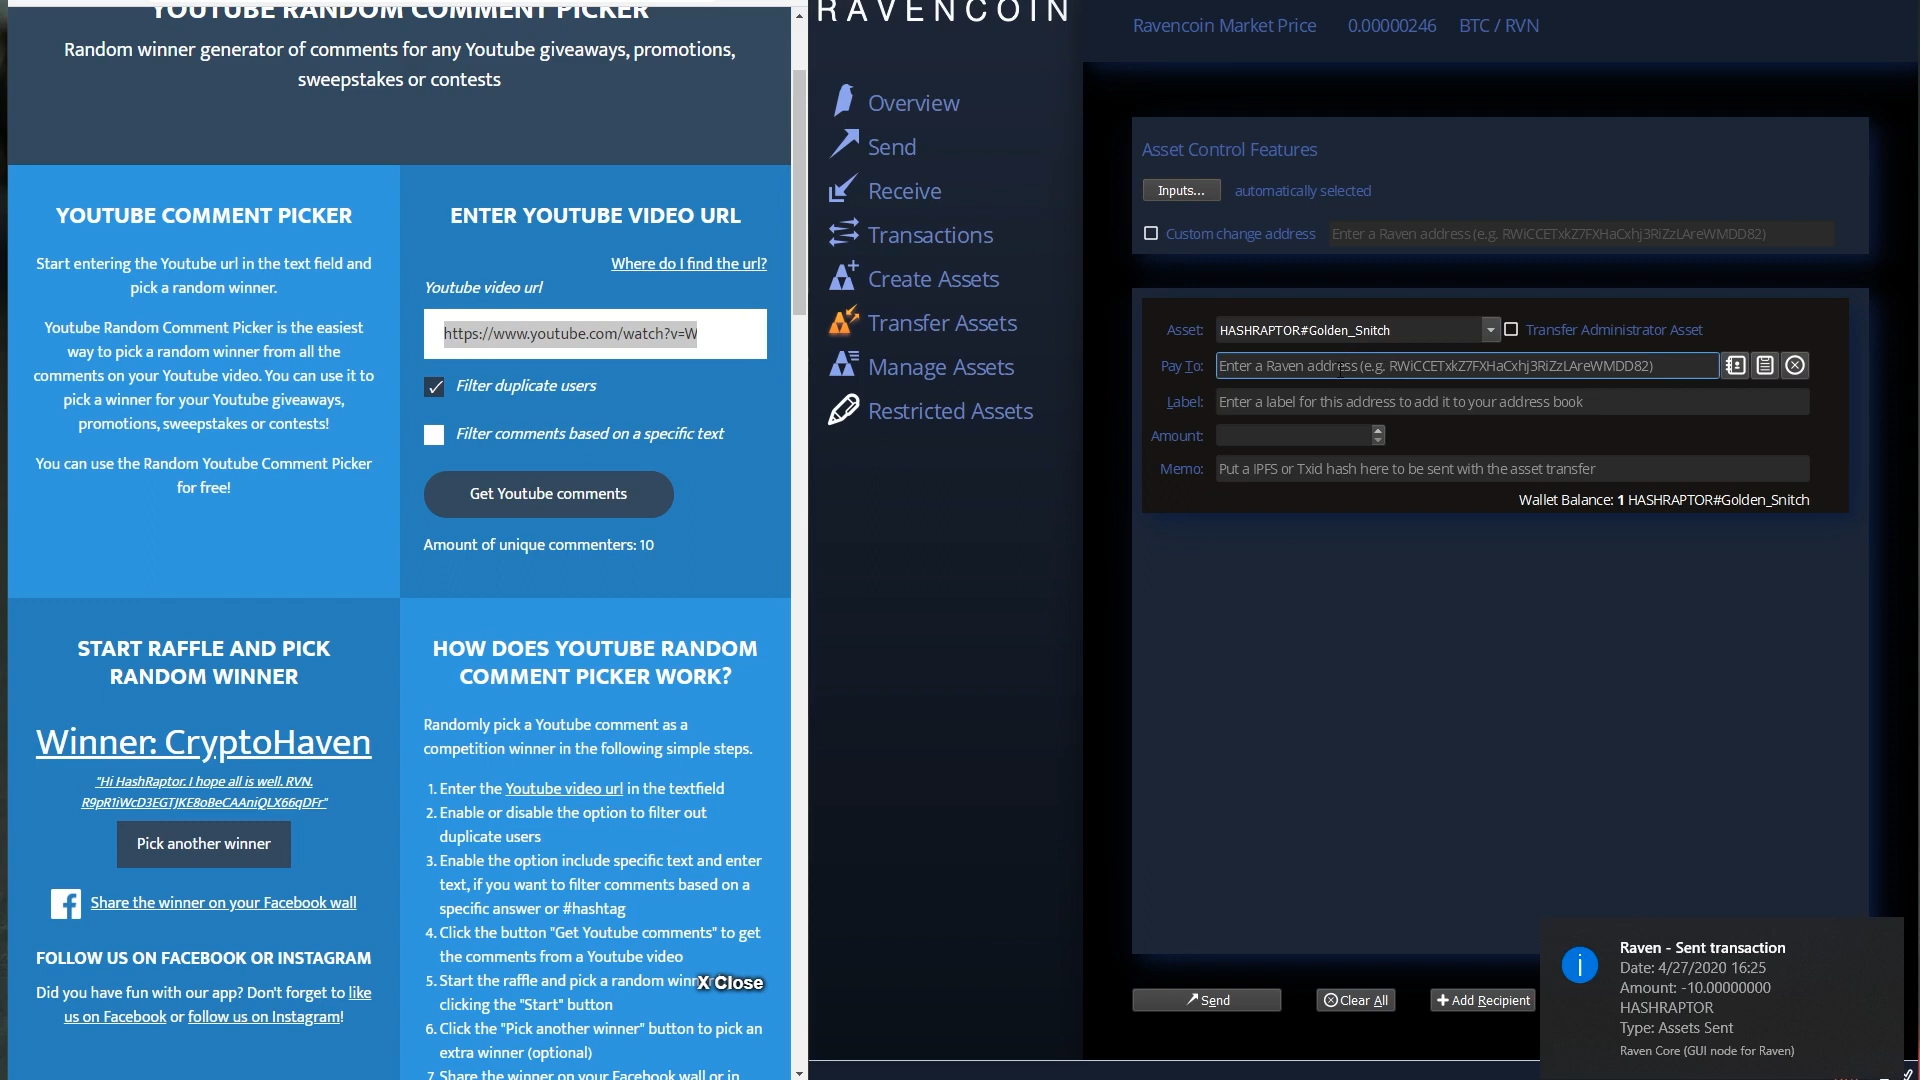 YOUTUBE RANDOM COMMENT PICKER
Random winner generator of comments for any Youtube giveaways, promotions,
sweepstakes or contests
YOUTUBE COMMENT PICKER
Start entering the Youtube url in the text field and
pick a random winner.
Youtube Random Comment Picker is the easiest
way to pick a random winner from all the
comments on your Youtube video. You can use it to
pick a winner for your Youtube giveaways,
promotions, sweepstakes or contests!
You can use the Random Youtube Comment Picker
for free!
ENTER YOUTUBE VIDEO URL
Where do I find the url?
Youtube video url
https://www.youtube.com/watch?v=W
Filter duplicate users
Filter comments based on a specific text
Get Youtube comments
Amount of unique commenters: 10
START RAFFLE AND PICK
RANDOM WINNER
Winner: CryptoHaven
"Hi HashRaptor. I hope all is well. RVN.
R9pR1iWcD3EGTJKE8oBeCAAniQLX66qDFr"
Pick another winner
Share the winner on your Facebook wall
FOLLOW US ON FACEBOOK OR INSTAGRAM
Did you have fun with our app? Don't forget to like
us on Facebook or follow us on Instagram!
HOW DOES YOUTUBE RANDOM
COMMENT PICKER WORK?
Randomly pick a Youtube comment as a
competition winner in the following simple steps.
1. Enter the Youtube video url in the textfield
2. Enable or disable the option to filter out
duplicate users
3. Enable the option include specific text and enter
text, if you want to filter comments based on a
specific answer or #hashtag
4. Click the button "Get Youtube comments" to get
the comments from a Youtube video
5. Start the raffle and pick a random
X Close
clicking the "Start" button
6. Click the "Pick another winner" button to pick an
extra winner (optional)
7. Share the winner on your Facebook wall or in
RAVENCOIN
Overview
Send
Receive
Transactions
Create Assets
Transfer Assets
Manage Assets
Restricted Assets
Ravencoin Market Price 0.00000246 BTC / RVN
Asset Control Features
Inputs... automatically selected
Custom change address Enter a Raven address (e.g. RWiCCETxkZ7FXHaCxhj3RiZzLAreWMDD82)
Asset: HASHRAPTOR#Golden_Snitch Transfer Administrator Asset
Pay To: Enter a Raven address (e.g. RWiCCETxkZ7FXHaCxhj3RiZzLAreWMDD82)
Label: Enter a label for this address to add it to your address book
Amount:
Memo: Put a IPFS or Txid hash here to be sent with the asset transfer
Wallet Balance: 1 HASHRAPTOR#Golden_Snitch
Send Clear All Add Recipient
Raven - Sent transaction
Date: 4/27/2020 16:25
Amount: -10.00000000
HASHRAPTOR
Type: Assets Sent
Raven Core (GUI node for Raven)